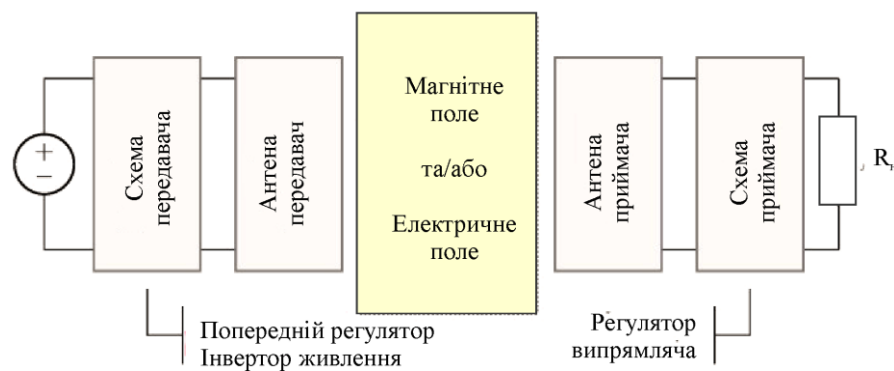 Схема
передавача
Антена
передавач
Магнітне
поле
та/або
Електричне
поле
Антена
приймача
Схема
приймача
+
−
Попередній регулятор
Інвертор живлення
Регулятор
випрямляча